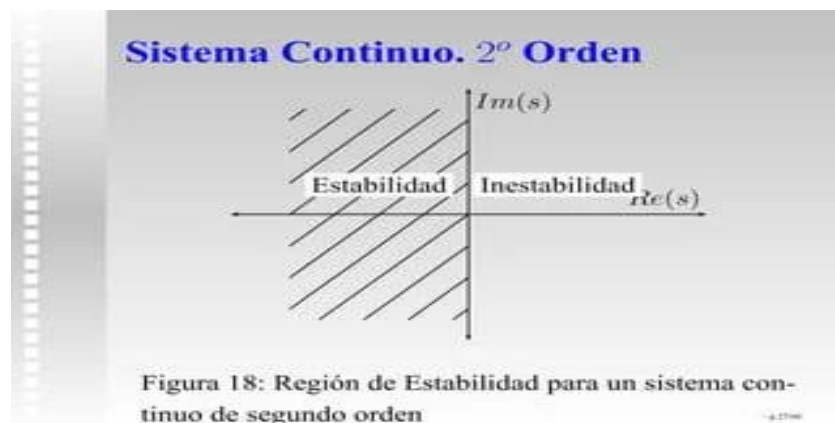 Sistema Continuo. 2º Orden
Im(s)
Estabilidad
Inestabilidad
Re(s)
Figura 18: Región de Estabilidad para un sistema con-
tinuo de segundo orden